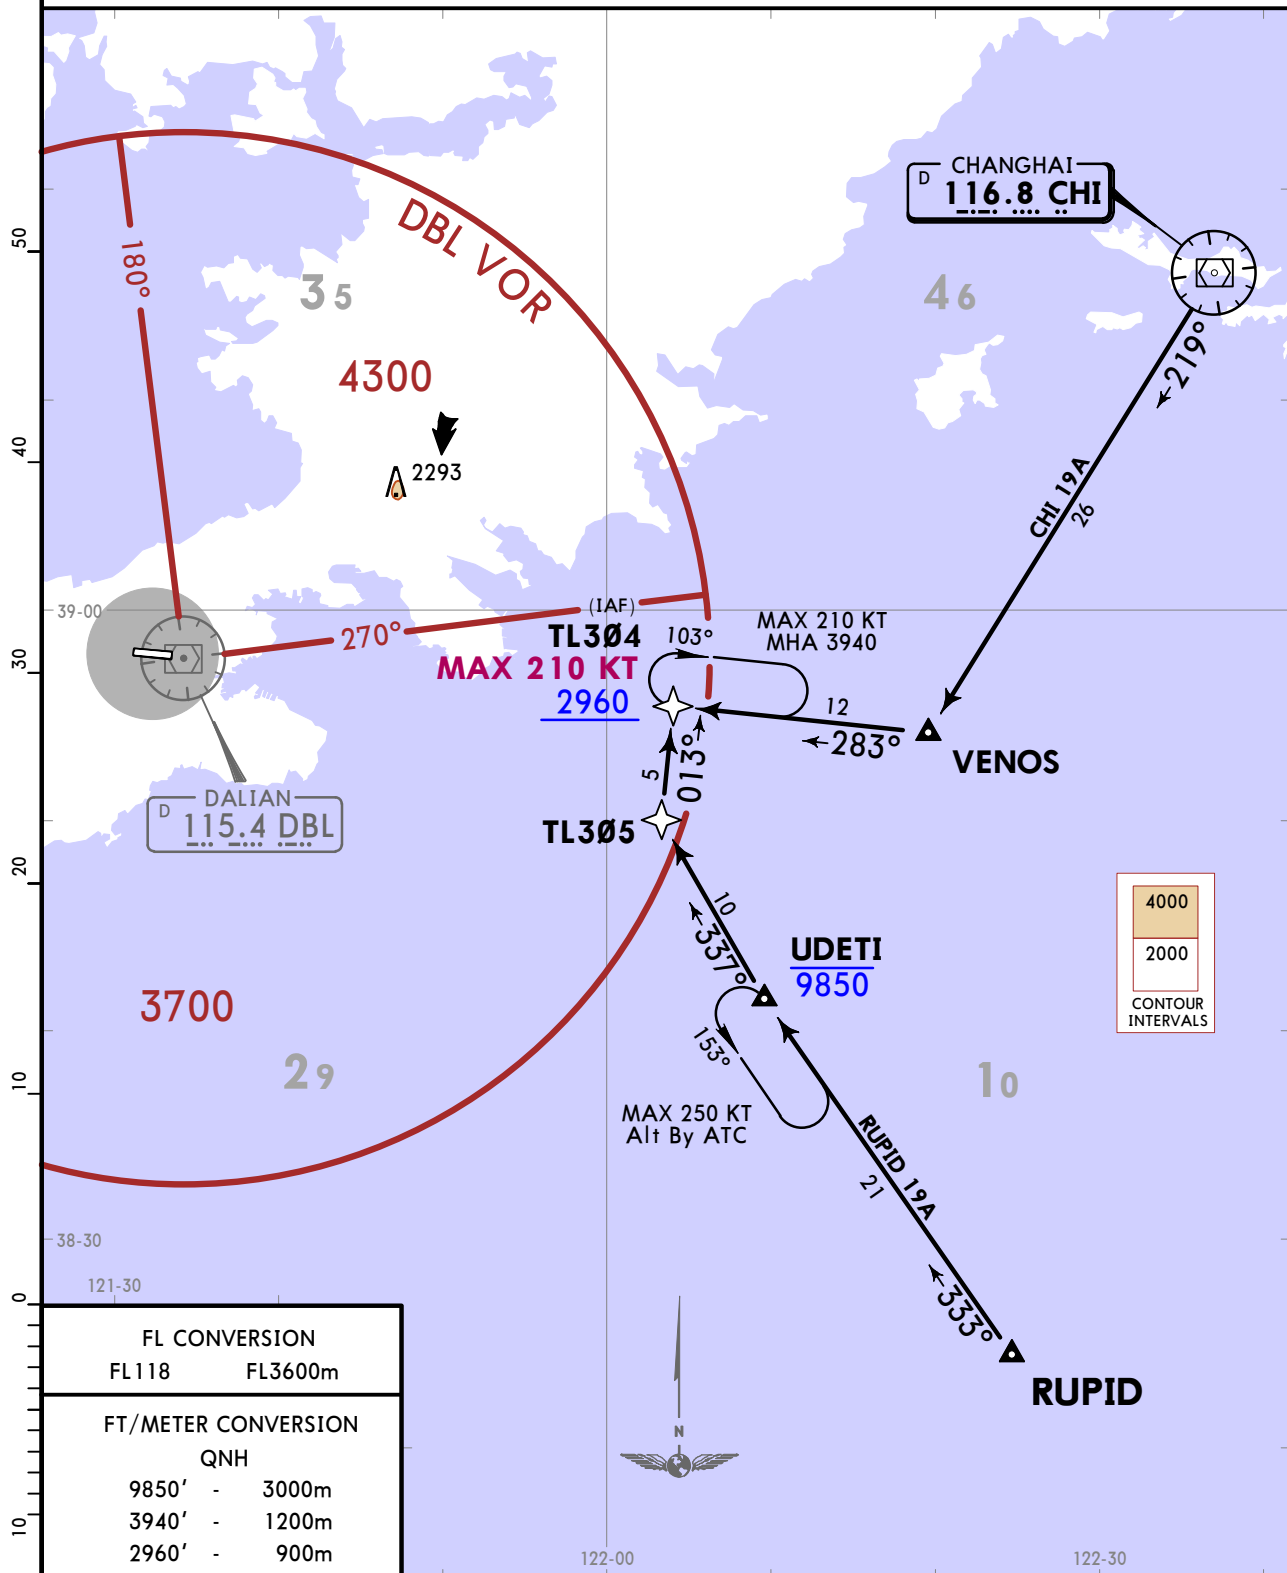 CHANGHAI
D
116.8 CHI
DBL VOR
50
180°
35
46
219°
4300
40
2293
CHI 19A
26
39-00
(IAF)
TL3Ø4
MAX 210 KT
2960
270°
103°
MAX 210 KT
MHA 3940
30
12
283°
VENOS
013°
5
DALIAN
D
115.4 DBL
TL3Ø5
20
10
337°
UDETI
9850
4000
2000
CONTOUR
INTERVALS
3700
153°
29
10
10
MAX 250 KT
Alt By ATC
RUPID 19A
21
38-30
121-30
333°
0
RUPID
FL CONVERSION
FL118 FL3600m
FT/METER CONVERSION
QNH
9850' - 3000m
3940' - 1200m
2960' - 900m
N
10
122-00
122-30